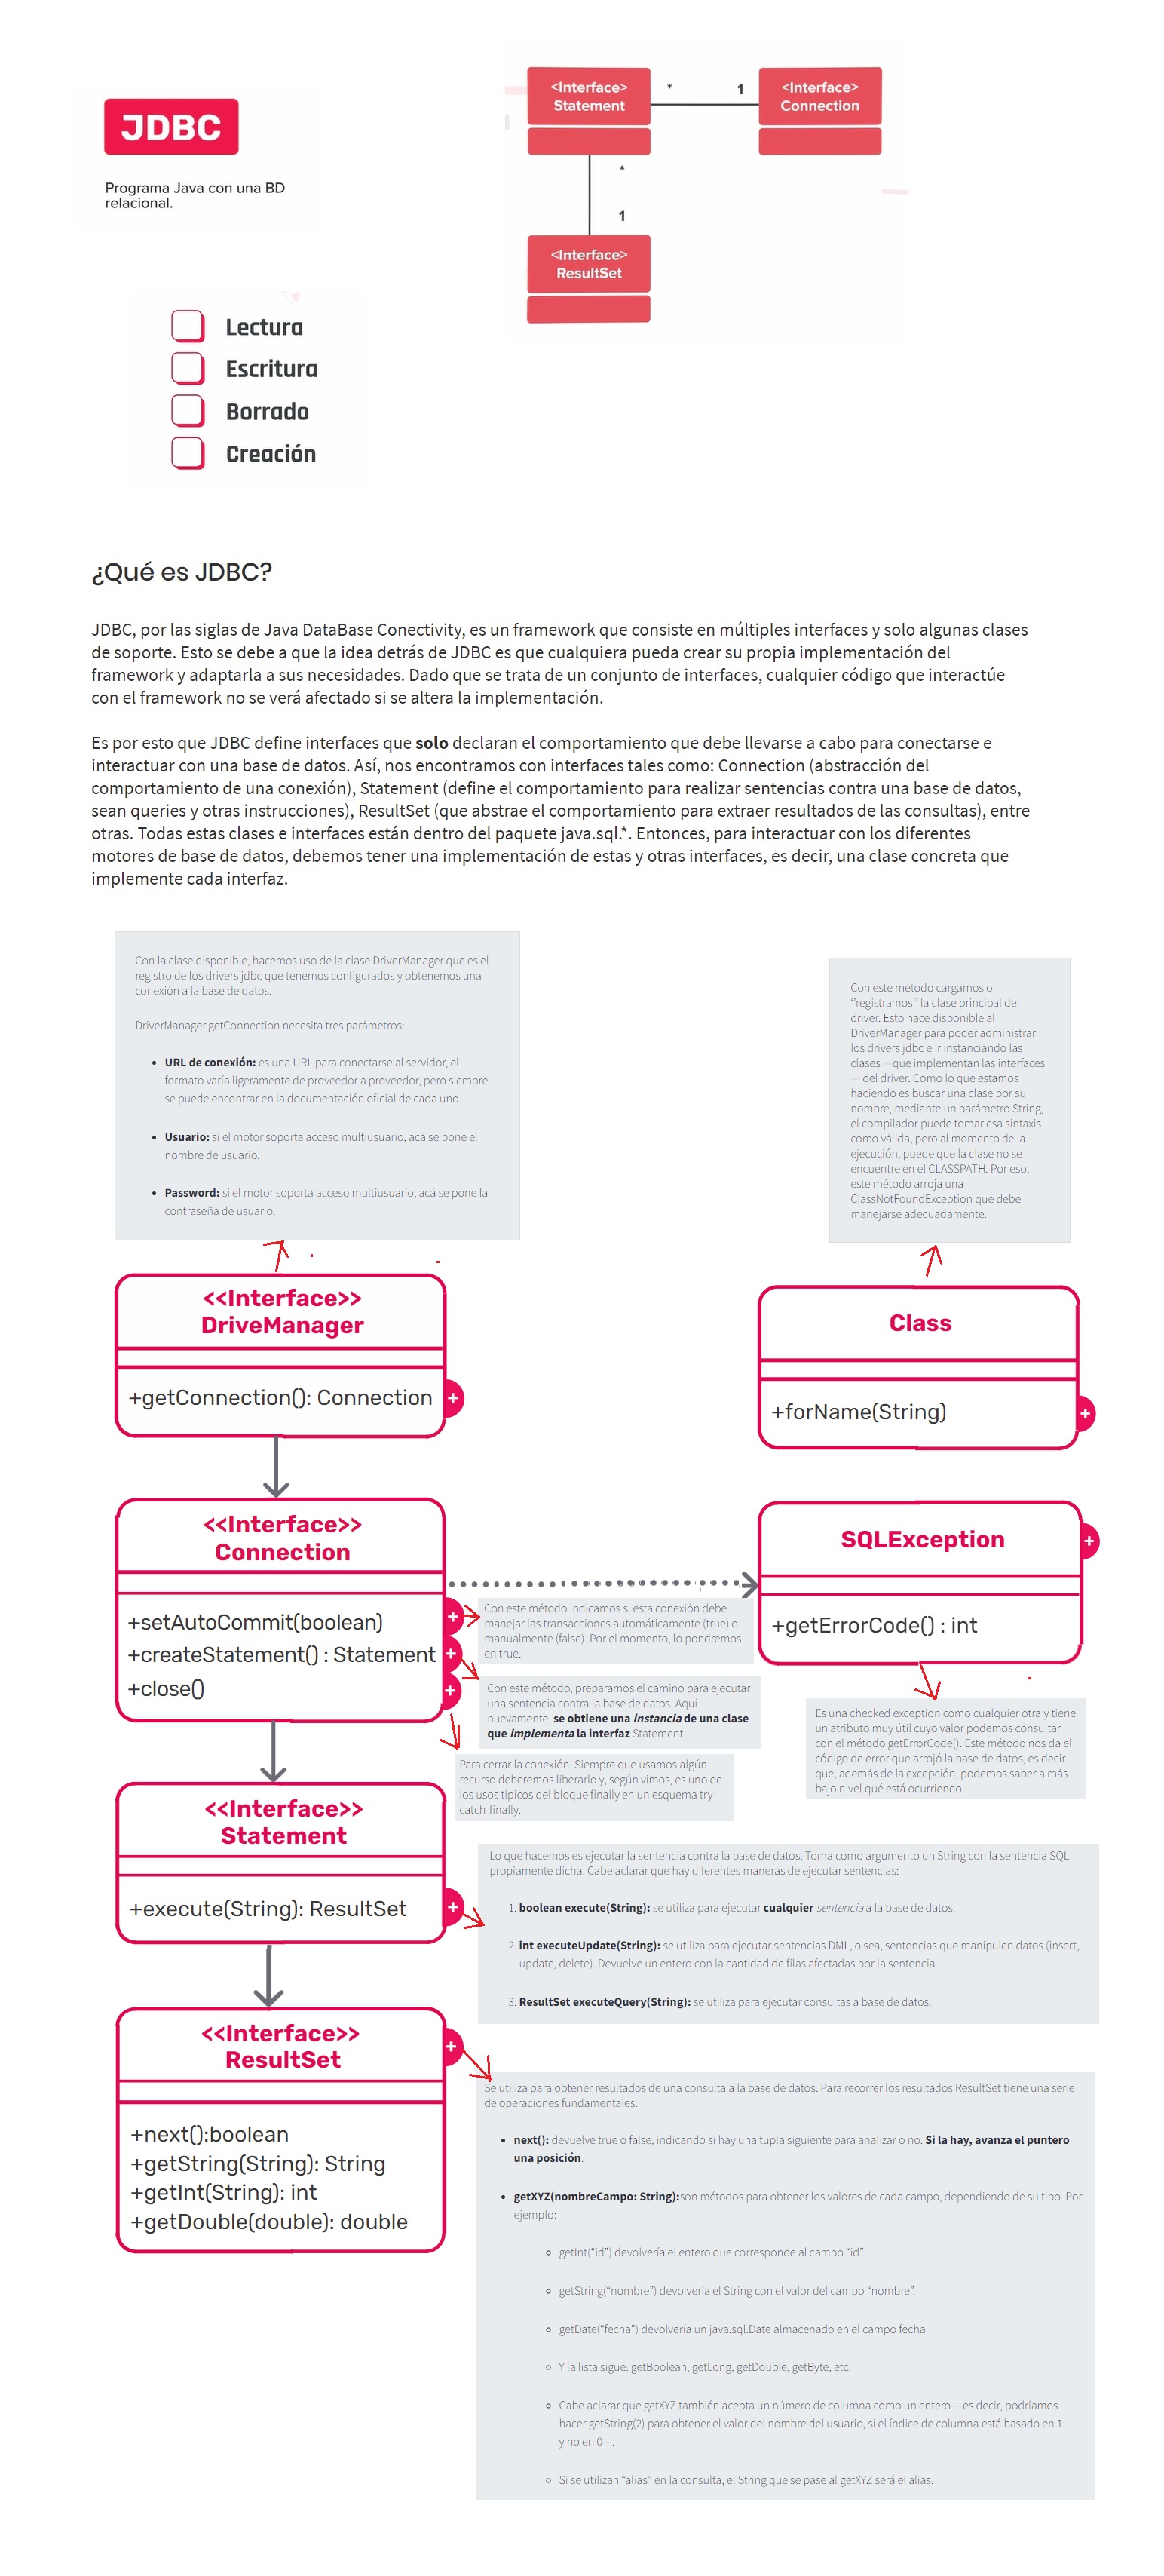 JDBC
Programa Java con una BD
relacional.
<Interface>
Statement
*
1
<Interface>
Connection
*
1
<Interface>
ResultSet
Lectura
Escritura
Borrado
Creación
¿Qué es JDBC?
JDBC, por las siglas de Java DataBase Conectivity, es un framework que consiste en múltiples interfaces y solo algunas clases
de soporte. Esto se debe a que la idea detrás de JDBC es que cualquiera pueda crear su propia implementación del
framework y adaptarla a sus necesidades. Dado que se trata de un conjunto de interfaces, cualquier código que interactúe
con el framework no se verá afectado si se altera la implementación.
Es por esto que JDBC define interfaces que solo declaran el comportamiento que debe llevarse a cabo para conectarse e
interactuar con una base de datos. Así, nos encontramos con interfaces tales como: Connection (abstracción del
comportamiento de una conexión), Statement (define el comportamiento para realizar sentencias contra una base de datos,
sean queries y otras instrucciones), ResultSet (que abstrae el comportamiento para extraer resultados de las consultas), entre
otras. Todas estas clases e interfaces están dentro del paquete java.sql.*. Entonces, para interactuar con los diferentes
motores de base de datos, debemos tener una implementación de estas y otras interfaces, es decir, una clase concreta que
implemente cada interfaz.
Con la clase disponible, hacemos uso de la clase DriverManager que es el
registro de los drivers jdbc que tenemos configurados y obtenemos una
conexión a la base de datos.
DriverManager.getConnection necesita tres parámetros:
• URL de conexión: es una URL para conectarse al servidor, el
formato varía ligeramente de proveedor a proveedor, pero siempre
se puede encontrar en la documentación oficial de cada uno.
• Usuario: si el motor soporta acceso multiusuario, acá se pone el
nombre de usuario.
• Password: si el motor soporta acceso multiusuario, acá se pone la
contraseña de usuario.
Con este método cargamos o
''registramos'' la clase principal del
driver. Esto hace disponible al
DriverManager para poder administrar
los drivers jdbc e ir instanciando las
clases —que implementan las interfaces
— del driver. Como lo que estamos
haciendo es buscar una clase por su
nombre, mediante un parámetro String,
el compilador puede tomar esa sintaxis
como válida, pero al momento de la
ejecución, puede que la clase no se
encuentre en el CLASSPATH. Por eso,
este método arroja una
ClassNotFoundException que debe
manejarse adecuadamente.
<<Interface>>
DriveManager
+getConnection(): Connection
+
Class
+forName(String)
+
<<Interface>>
Connection
+setAutoCommit(boolean)
+createStatement() : Statement
+close()
+
+
+
Con este método indicamos si esta conexión debe
manejar las transacciones automáticamente (true) o
manualmente (false). Por el momento, lo pondremos
en true.
Con este método, preparamos el camino para ejecutar
una sentencia contra la base de datos. Aquí
nuevamente, se obtiene una instancia de una clase
que implementa la interfaz Statement.
Para cerrar la conexión. Siempre que usamos algún
recurso deberemos liberarlo y, según vimos, es uno de
los usos típicos del bloque finally en un esquema try-
catch-finally.
SQLException
+
+getErrorCode() : int
Es una checked exception como cualquier otra y tiene
un atributo muy útil cuyo valor podemos consultar
con el método getErrorCode(). Este método nos da el
código de error que arrojó la base de datos, es decir
que, además de la excepción, podemos saber a más
bajo nivel qué está ocurriendo.
<<Interface>>
Statement
+execute(String): ResultSet
+
Lo que hacemos es ejecutar la sentencia contra la base de datos. Toma como argumento un String con la sentencia SQL
propiamente dicha. Cabe aclarar que hay diferentes maneras de ejecutar sentencias:
1. boolean execute(String): se utiliza para ejecutar cualquier sentencia a la base de datos.
2. int executeUpdate(String): se utiliza para ejecutar sentencias DML, o sea, sentencias que manipulen datos (insert,
update, delete). Devuelve un entero con la cantidad de filas afectadas por la sentencia
3. ResultSet executeQuery(String): se utiliza para ejecutar consultas a base de datos.
<<Interface>>
ResultSet
+
+next():boolean
+getString(String): String
+getInt(String): int
+getDouble(double): double
Se utiliza para obtener resultados de una consulta a la base de datos. Para recorrer los resultados ResultSet tiene una serie
de operaciones fundamentales:
• next(): devuelve true o false, indicando si hay una tupla siguiente para analizar o no. Si la hay, avanza el puntero
una posición.
• getXYZ(nombreCampo: String):son métodos para obtener los valores de cada campo, dependiendo de su tipo. Por
ejemplo:
getInt(“id”) devolvería el entero que corresponde al campo “id”.
getString(“nombre”) devolvería el String con el valor del campo “nombre”.
getDate(“fecha”) devolvería un java.sql.Date almacenado en el campo fecha
Y la lista sigue: getBoolean, getLong, getDouble, getByte, etc.
Cabe aclarar que getXYZ también acepta un número de columna como un entero —es decir, podríamos
hacer getString(2) para obtener el valor del nombre del usuario, si el índice de columna está basado en 1
y no en 0—.
Si se utilizan “alias” en la consulta, el String que se pase al getXYZ será el alias.